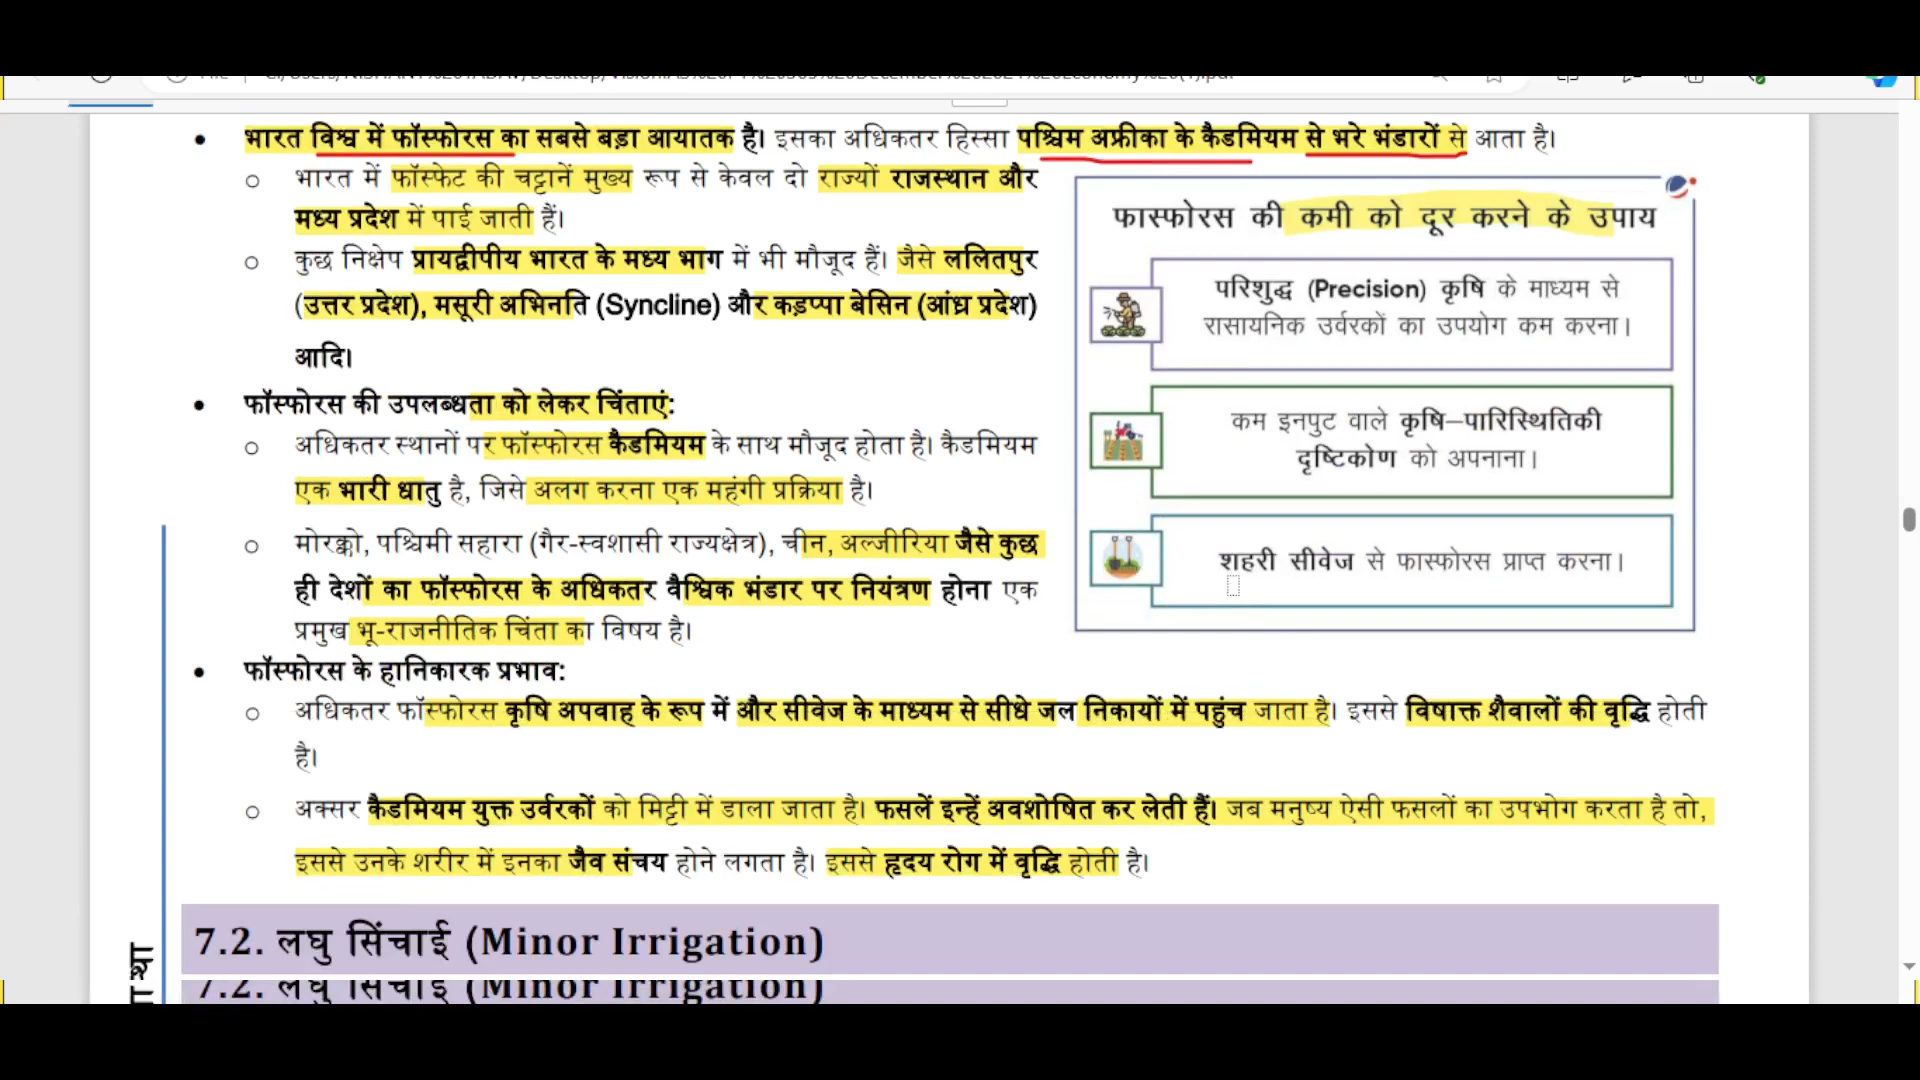 भारत विश्व में फॉस्फोरस का सबसे बड़ा आयातक है। इसका अधिकतर हिस्सा पश्चिम अफ्रीका के कैडमियम से भरे भंडारों से आता है।
भारत में फॉस्फेट की चट्टानें मुख्य रूप से केवल दो राज्यों राजस्थान और
मध्य प्रदेश में पाई जाती हैं।
कुछ निक्षेप प्रायद्वीपीय भारत के मध्य भाग में भी मौजूद हैं। जैसे ललितपुर
(उत्तर प्रदेश), मसूरी अभिनति (Syncline) और कड़प्पा बेसिन (आंध्र प्रदेश)
आदि।
फॉस्फोरस की उपलब्धता को लेकर चिंताएं:
अधिकतर स्थानों पर फॉस्फोरस कैडमियम के साथ मौजूद होता है। कैडमियम
एक भारी धातु है, जिसे अलग करना एक महंगी प्रक्रिया है।
मोरक्को, पश्चिमी सहारा (गैर-स्वशासी राज्यक्षेत्र), चीन, अल्जीरिया जैसे कुछ
ही देशों का फॉस्फोरस के अधिकतर वैश्विक भंडार पर नियंत्रण होना एक
प्रमुख भू-राजनीतिक चिंता का विषय है।
फास्फोरस की कमी को दूर करने के उपाय
परिशुद्ध (Precision) कृषि के माध्यम से
रासायनिक उर्वरकों का उपयोग कम करना।
कम इनपुट वाले कृषि–पारिस्थितिकी
दृष्टिकोण को अपनाना।
शहरी सीवेज से फास्फोरस प्राप्त करना।
फॉस्फोरस के हानिकारक प्रभाव:
अधिकतर फॉस्फोरस कृषि अपवाह के रूप में और सीवेज के माध्यम से सीधे जल निकायों में पहुंच जाता है। इससे विषाक्त शैवालों की वृद्धि होती
है।
अक्सर कैडमियम युक्त उर्वरकों को मिट्टी में डाला जाता है। फसलें इन्हें अवशोषित कर लेती हैं। जब मनुष्य ऐसी फसलों का उपभोग करता है तो,
इससे उनके शरीर में इनका जैव संचय होने लगता है। इससे हृदय रोग में वृद्धि होती है।
7.2. लघु सिंचाई (Minor Irrigation)
7.2. लघु सिंचाई (Minor Irrigation)